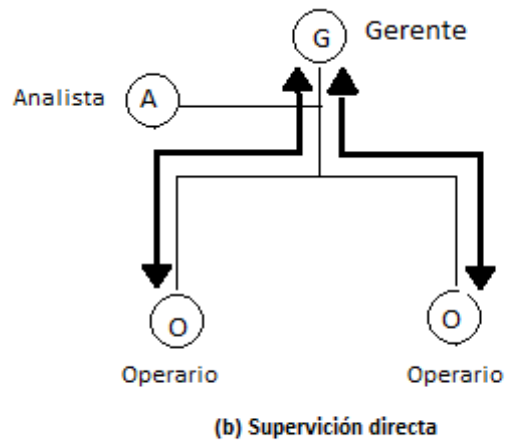 G Gerente
Analista A
O O
Operario Operario
(b) Supervición directa